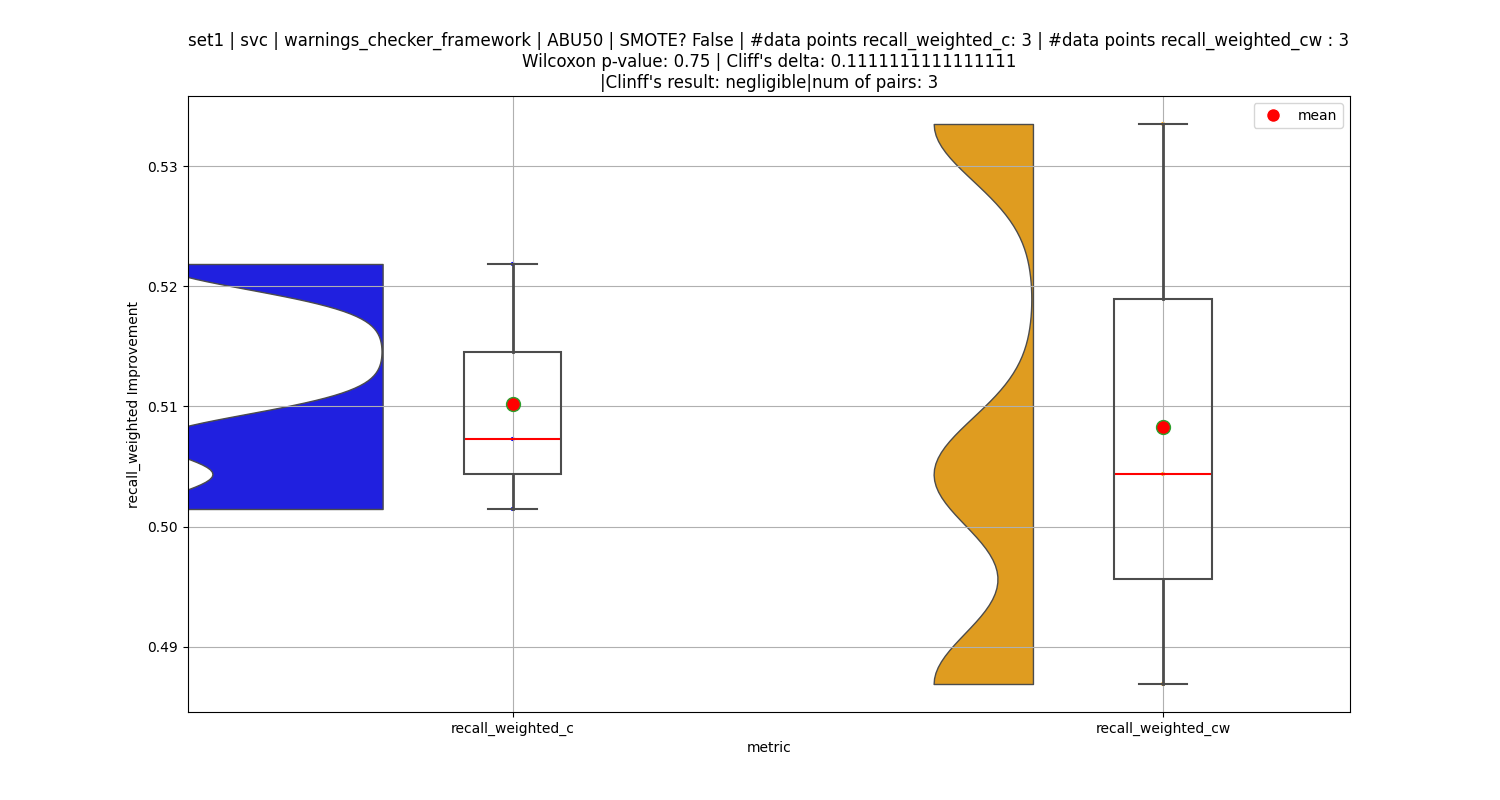 set1 | svc | warnings_checker_framework | ABU50 | SMOTE? False | #data points recall_weighted_c: 3 | #data points recall_weighted_cw : 3
Wilcoxon p-value: 0.75 | Cliff's delta: 0.1111111111111111
|Clinff's result: negligible|num of pairs: 3
mean
0.53
0.52
0.51
0.50
0.49
recall_weighted Improvement
recall_weighted_c
recall_weighted_cw
metric